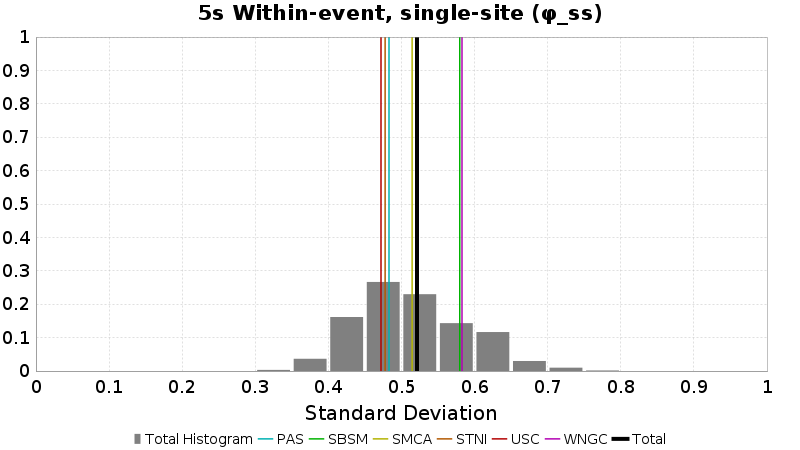 5s Within-event, single-site (φ_ss)
1
0.9
0.8
0.7
0.6
0.5
0.4
0.3
0.2
0.1
0
0 0.1 0.2 0.3 0.4 0.5 0.6 0.7 0.8 0.9 1
Standard Deviation
Total Histogram PAS SBSM SMCA STNI USC WNGC Total